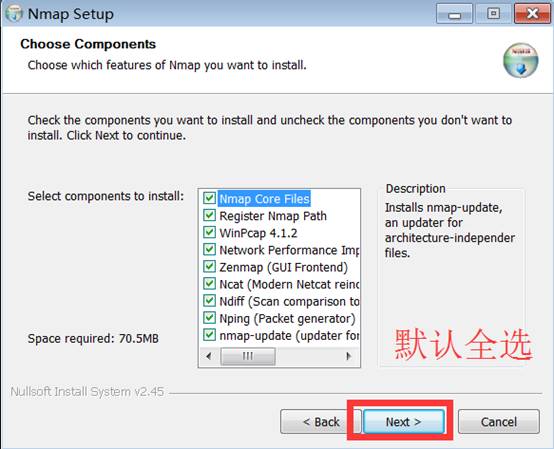 Nmap Setup
Choose Components
Choose which features of Nmap you want to install.
Check the components you want to install and uncheck the components you don't want to
install. Click Next to continue.
Select components to install:
Nmap Core Files
Register Nmap Path
WinPcap 4.1.2
Network Performance Imp
Zenmap (GUI Frontend)
Ncat (Modern Netcat reinc
Ndiff (Scan comparison to
Nping (Packet generator)
nmap-update (updater for
Description
Installs nmap-update,
an updater for
architecture-independer
files.
Space required: 70.5MB
默认全选
Nullsoft Install System v2.45
< Back
Next >
Cancel